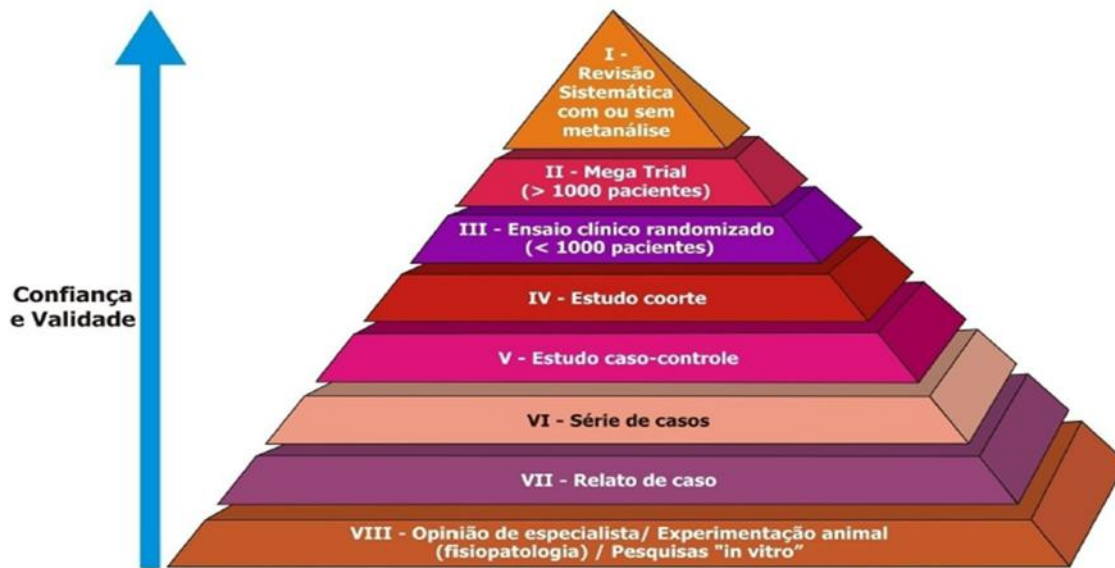 I -
Revisão
Sistemática
com ou sem
metanálise
II - Mega Trial
(> 1000 pacientes)
III - Ensaio clínico randomizado
(< 1000 pacientes)
IV - Estudo coorte
Confiança
e Validade
V - Estudo caso-controle
VI - Série de casos
VII - Relato de caso
VIII - Opinião de especialista/ Experimentação animal
(fisiopatologia) / Pesquisas "in vitro”